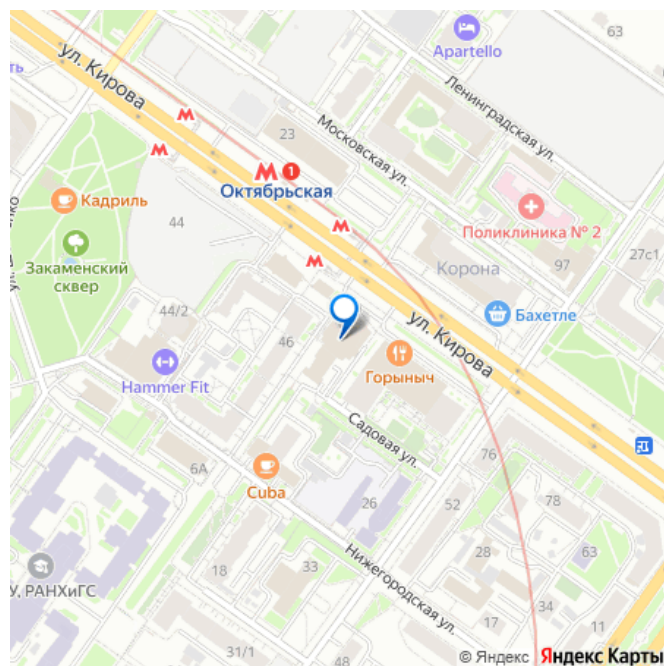 63
Apartello
ть
ул. Кирова
Ленинградская ул.
М
23
Московская ул.
М
М 1
Октябрьская
Кадриль
44
М
Поликлиника № 2
Закаменский
сквер
М
Корона
97
27с1
44/2
Бахетле
ул. Кирова
46
Hammer Fit
Горыныч
Садовая ул.
6А
Cuba
76
26
52
78
Нижегородская ул.
28
63
У, РАНХиГС
18
33
34
11
17
31/1
© Яндекс Яндекс Карты